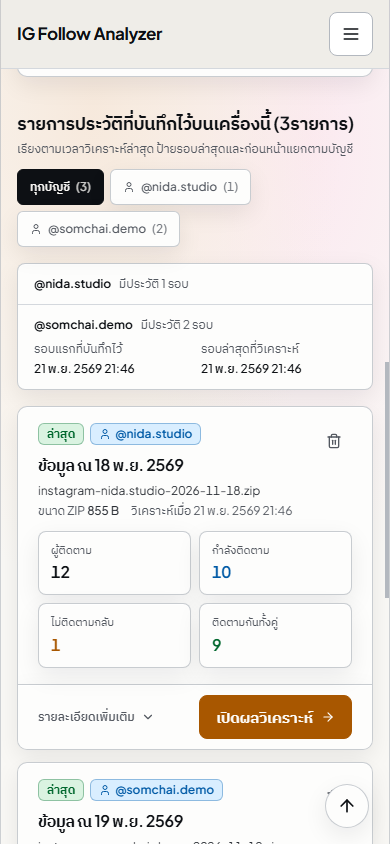 IG Follow Analyzer
รายการประวัติที่บันทึกไว้บนเครื่องนี้ (3รายการ)
เรียงตามเวลาวิเคราะห์ล่าสุด ป้ายรอบล่าสุดและก่อนหน้าแยกตามบัญชี
ทุกบัญชี (3)
@nida.studio (1)
@somchai.demo (2)
@nida.studio มีประวัติ 1 รอบ
@somchai.demo มีประวัติ 2 รอบ
รอบแรกที่บันทึกไว้
21 พ.ย. 2569 21:46
รอบล่าสุดที่วิเคราะห์
21 พ.ย. 2569 21:46
ล่าสุด @nida.studio
ข้อมูล ณ 18 พ.ย. 2569
instagram-nida.studio-2026-11-18.zip
ขนาด ZIP 855 B วิเคราะห์เมื่อ 21 พ.ย. 2569 21:46
ผู้ติดตาม
12
กำลังติดตาม
10
ไม่ติดตามกลับ
1
ติดตามกันทั้งคู่
9
รายละเอียดเพิ่มเติม
เปิดผลวิเคราะห์
ล่าสุด @somchai.demo
ข้อมูล ณ 19 พ.ย. 2569